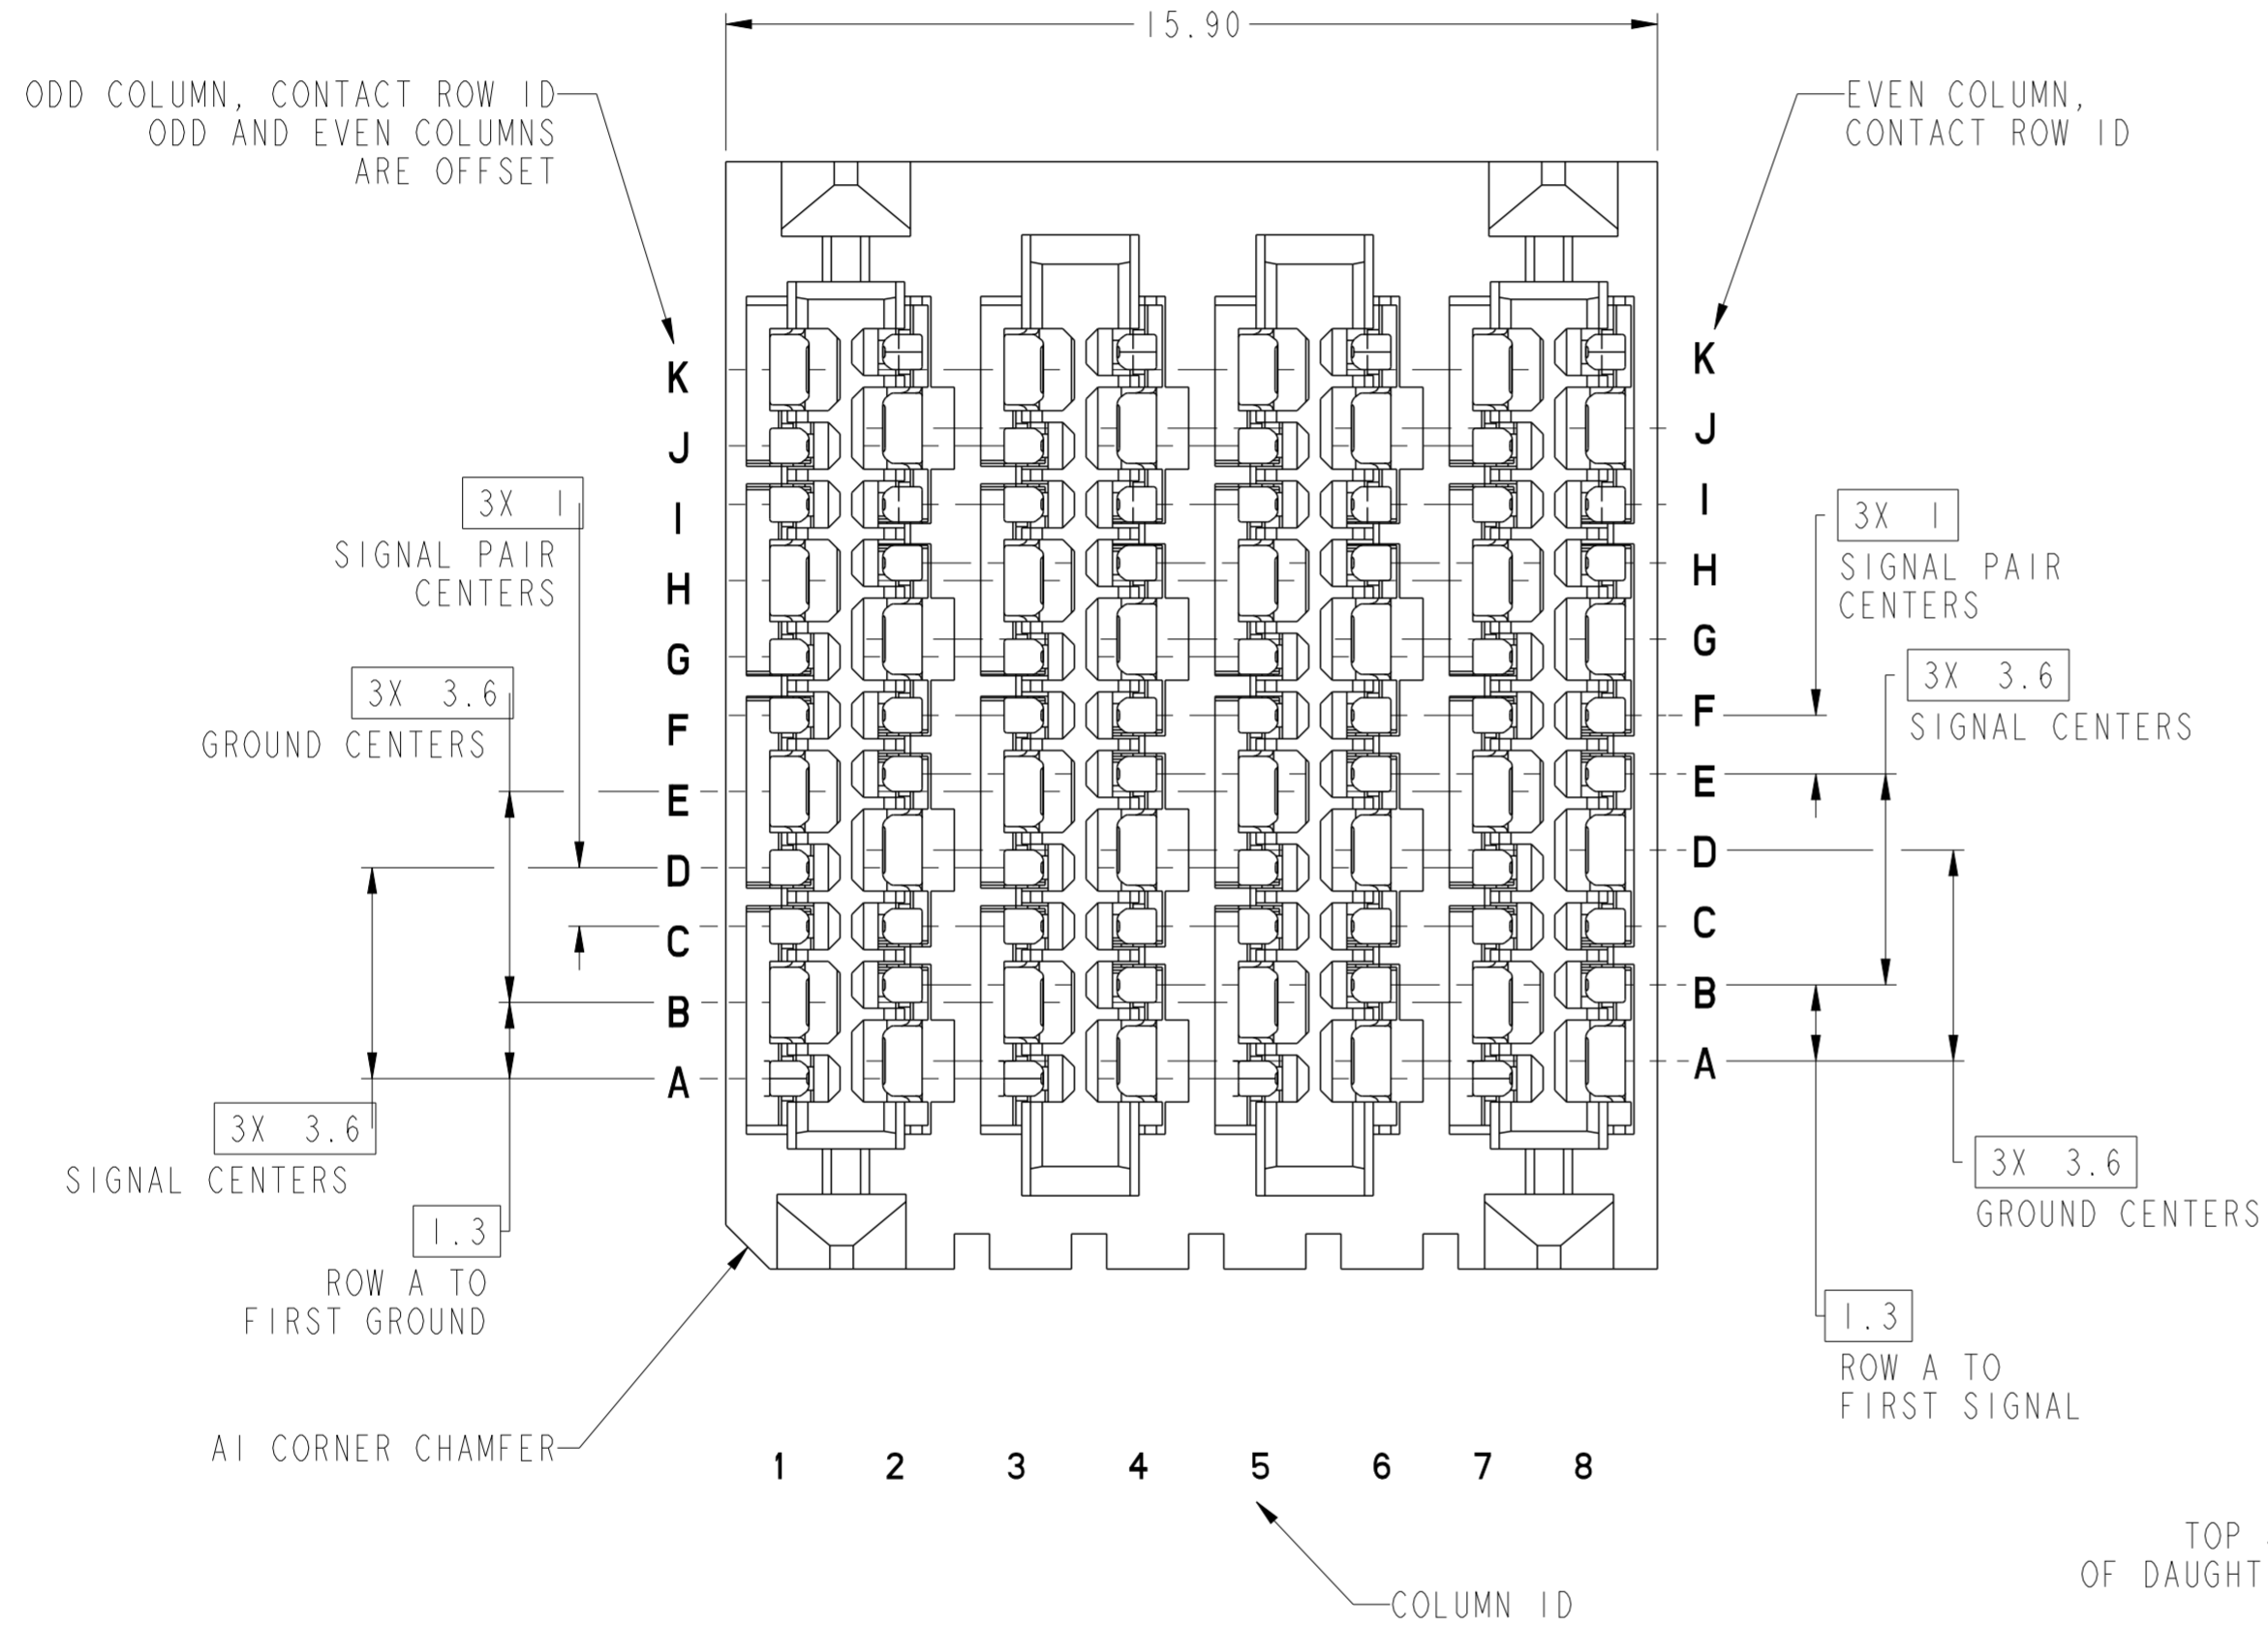 15.90
ODD COLUMN, CONTACT ROW ID
ODD AND EVEN COLUMNS
ARE OFFSET
EVEN COLUMN,
CONTACT ROW ID
K
J
I
H
G
F
E
D
C
B
A
K
J
I
H
G
F
E
D
C
B
A
3X 1
SIGNAL PAIR
CENTERS
3X 3.6
GROUND CENTERS
3X 3.6
SIGNAL CENTERS
1.3
ROW A TO
FIRST GROUND
A1 CORNER CHAMFER
3X 1
SIGNAL PAIR
CENTERS
3X 3.6
SIGNAL CENTERS
3X 3.6
GROUND CENTERS
1.3
ROW A TO
FIRST SIGNAL
1 2 3 4 5 6 7 8
COLUMN ID
TOP
OF DAUGHT